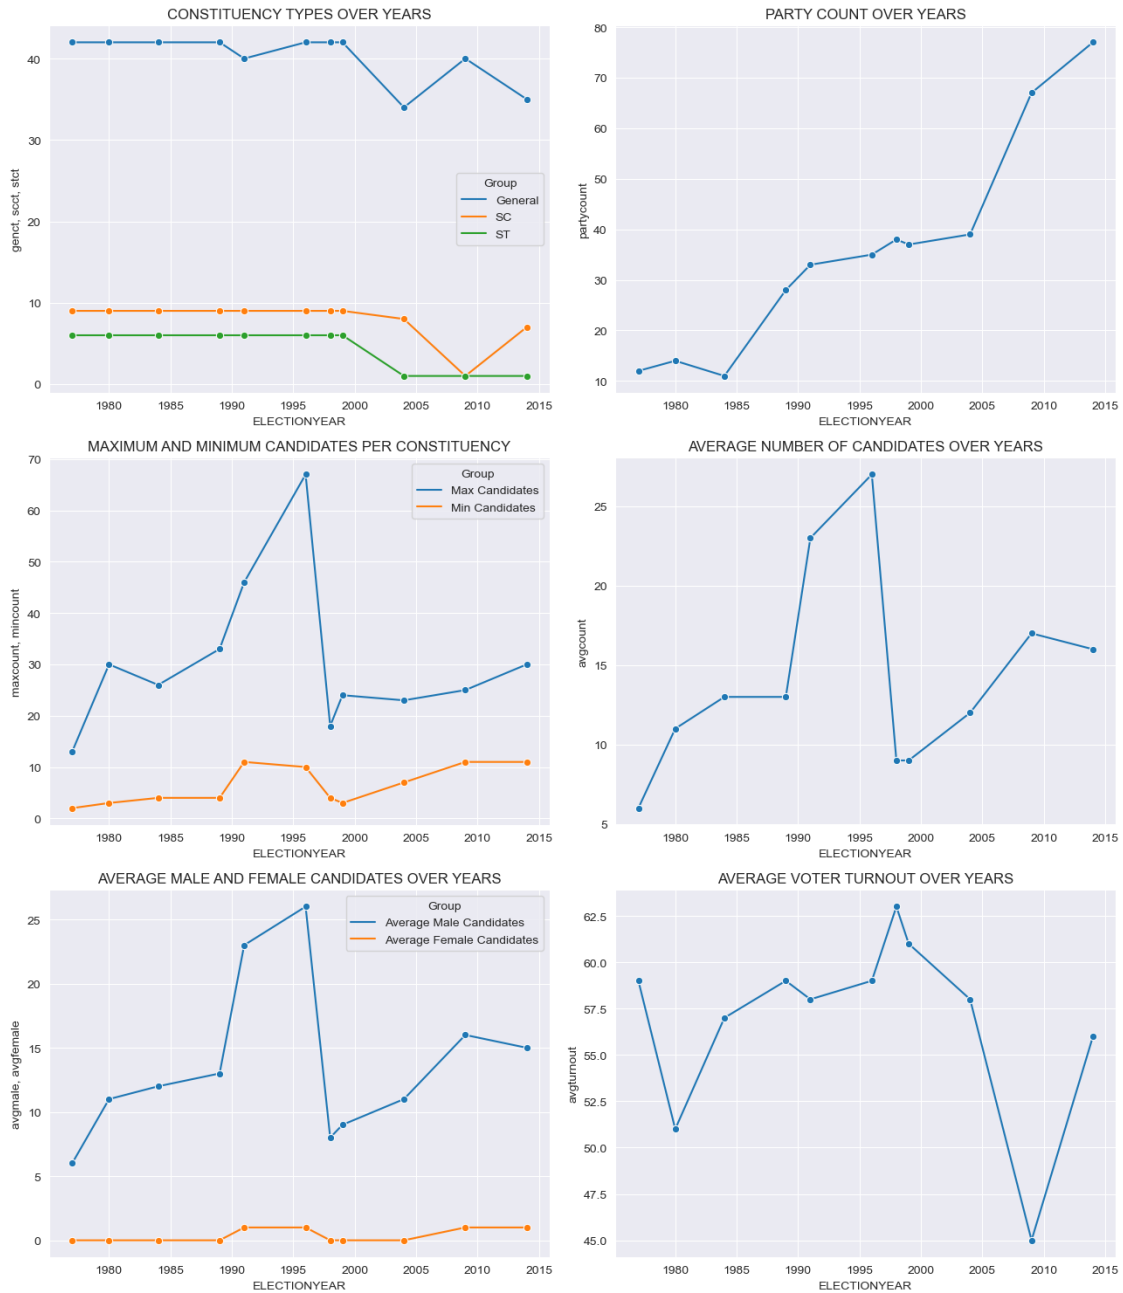 CONSTITUENCY TYPES OVER YEARS
genct, scct, stct
40
30
20
10
0
Group
General
SC
ST
1980 1985 1990 1995 2000 2005 2010 2015
ELECTIONYEAR
PARTY COUNT OVER YEARS
partycount
80
70
60
50
40
30
20
10
1980 1985 1990 1995 2000 2005 2010 2015
ELECTIONYEAR
MAXIMUM AND MINIMUM CANDIDATES PER CONSTITUENCY
maxcount, mincount
70
60
50
40
30
20
10
0
Group
Max Candidates
Min Candidates
1980 1985 1990 1995 2000 2005 2010 2015
ELECTIONYEAR
AVERAGE NUMBER OF CANDIDATES OVER YEARS
avgcount
25
20
15
10
5
1980 1985 1990 1995 2000 2005 2010 2015
ELECTIONYEAR
AVERAGE MALE AND FEMALE CANDIDATES OVER YEARS
avgmale, avgfemale
25
20
15
10
5
0
Group
Average Male Candidates
Average Female Candidates
1980 1985 1990 1995 2000 2005 2010 2015
ELECTIONYEAR
AVERAGE VOTER TURNOUT OVER YEARS
avgturnout
62.5
60.0
57.5
55.0
52.5
50.0
47.5
45.0
1980 1985 1990 1995 2000 2005 2010 2015
ELECTIONYEAR